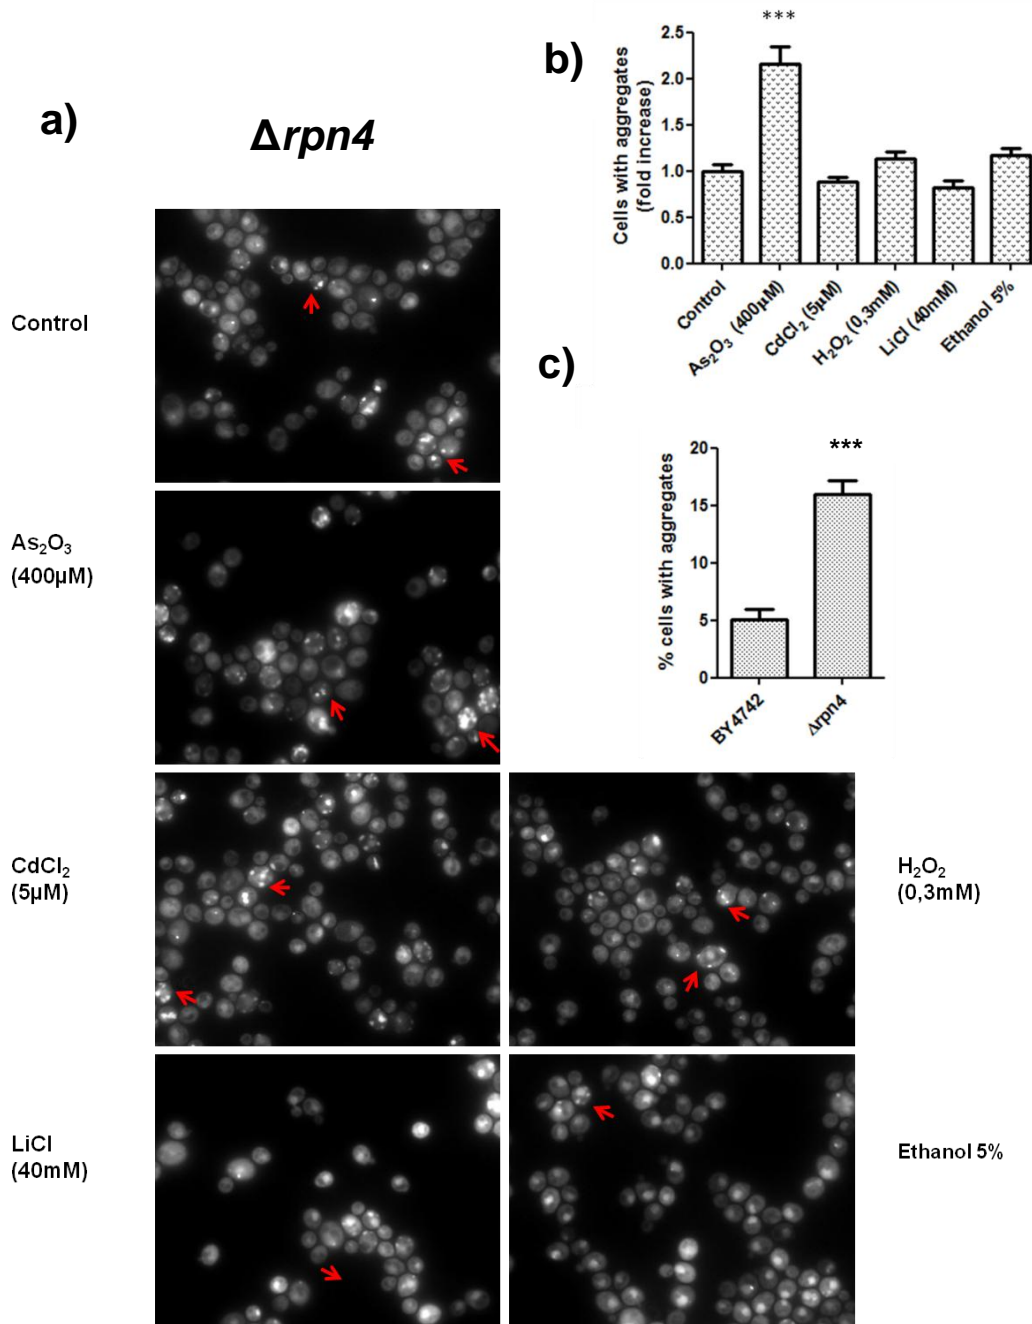 a)
Δrpn4
Control
As₂O₃
(400µM)
CdCl₂
(5µM)
LiCl
(40mM)
H₂O₂
(0,3mM)
Ethanol 5%
b)
***
Cells with aggregates
(fold increase)
2.5
2.0
1.5
1.0
0.5
0.0
Control
As₂O₃ (400µM)
CdCl₂ (5µM)
H₂O₂ (0,3mM)
LiCl (40mM)
Ethanol 5%
c)
***
% cells with aggregates
20
15
10
5
0
BY4742
Δrpn4